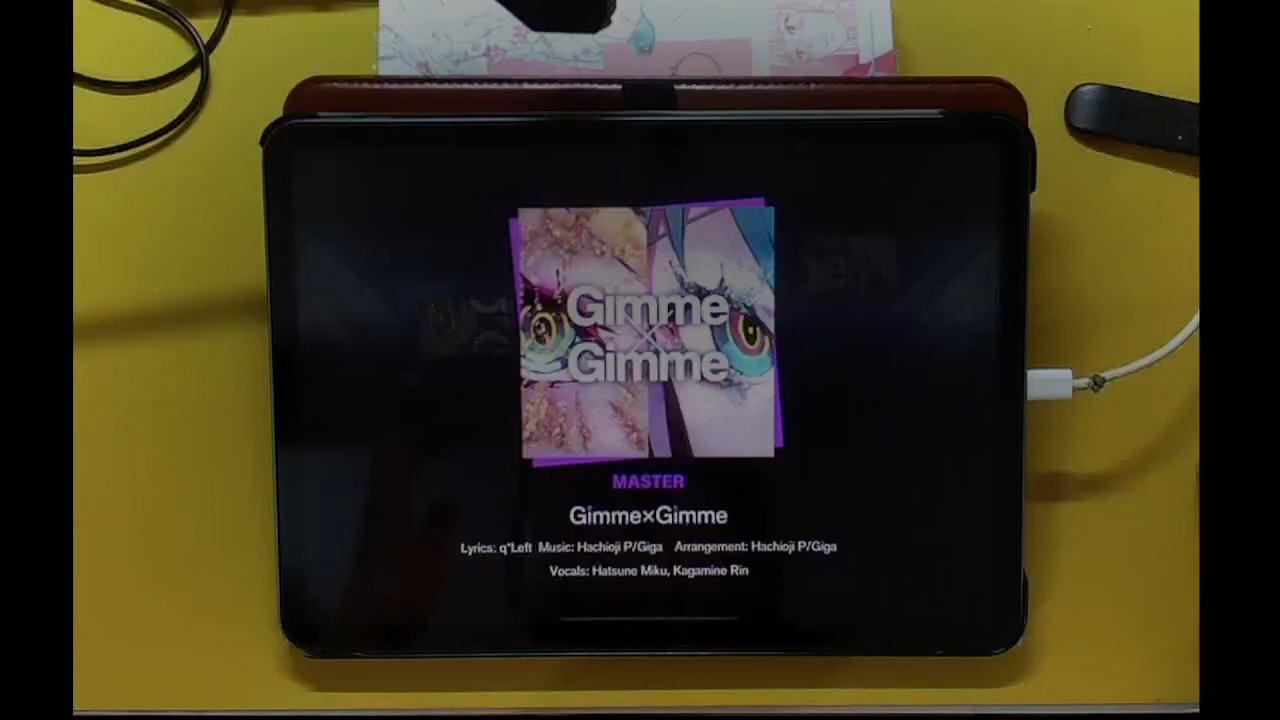 Gimme
×
Gimme
MASTER
Gimme×Gimme
Lyrics: q*Left Music: Hachioji P/Giga Arrangement: Hachioji P/Giga
Vocals: Hatsune Miku, Kagamine Rin